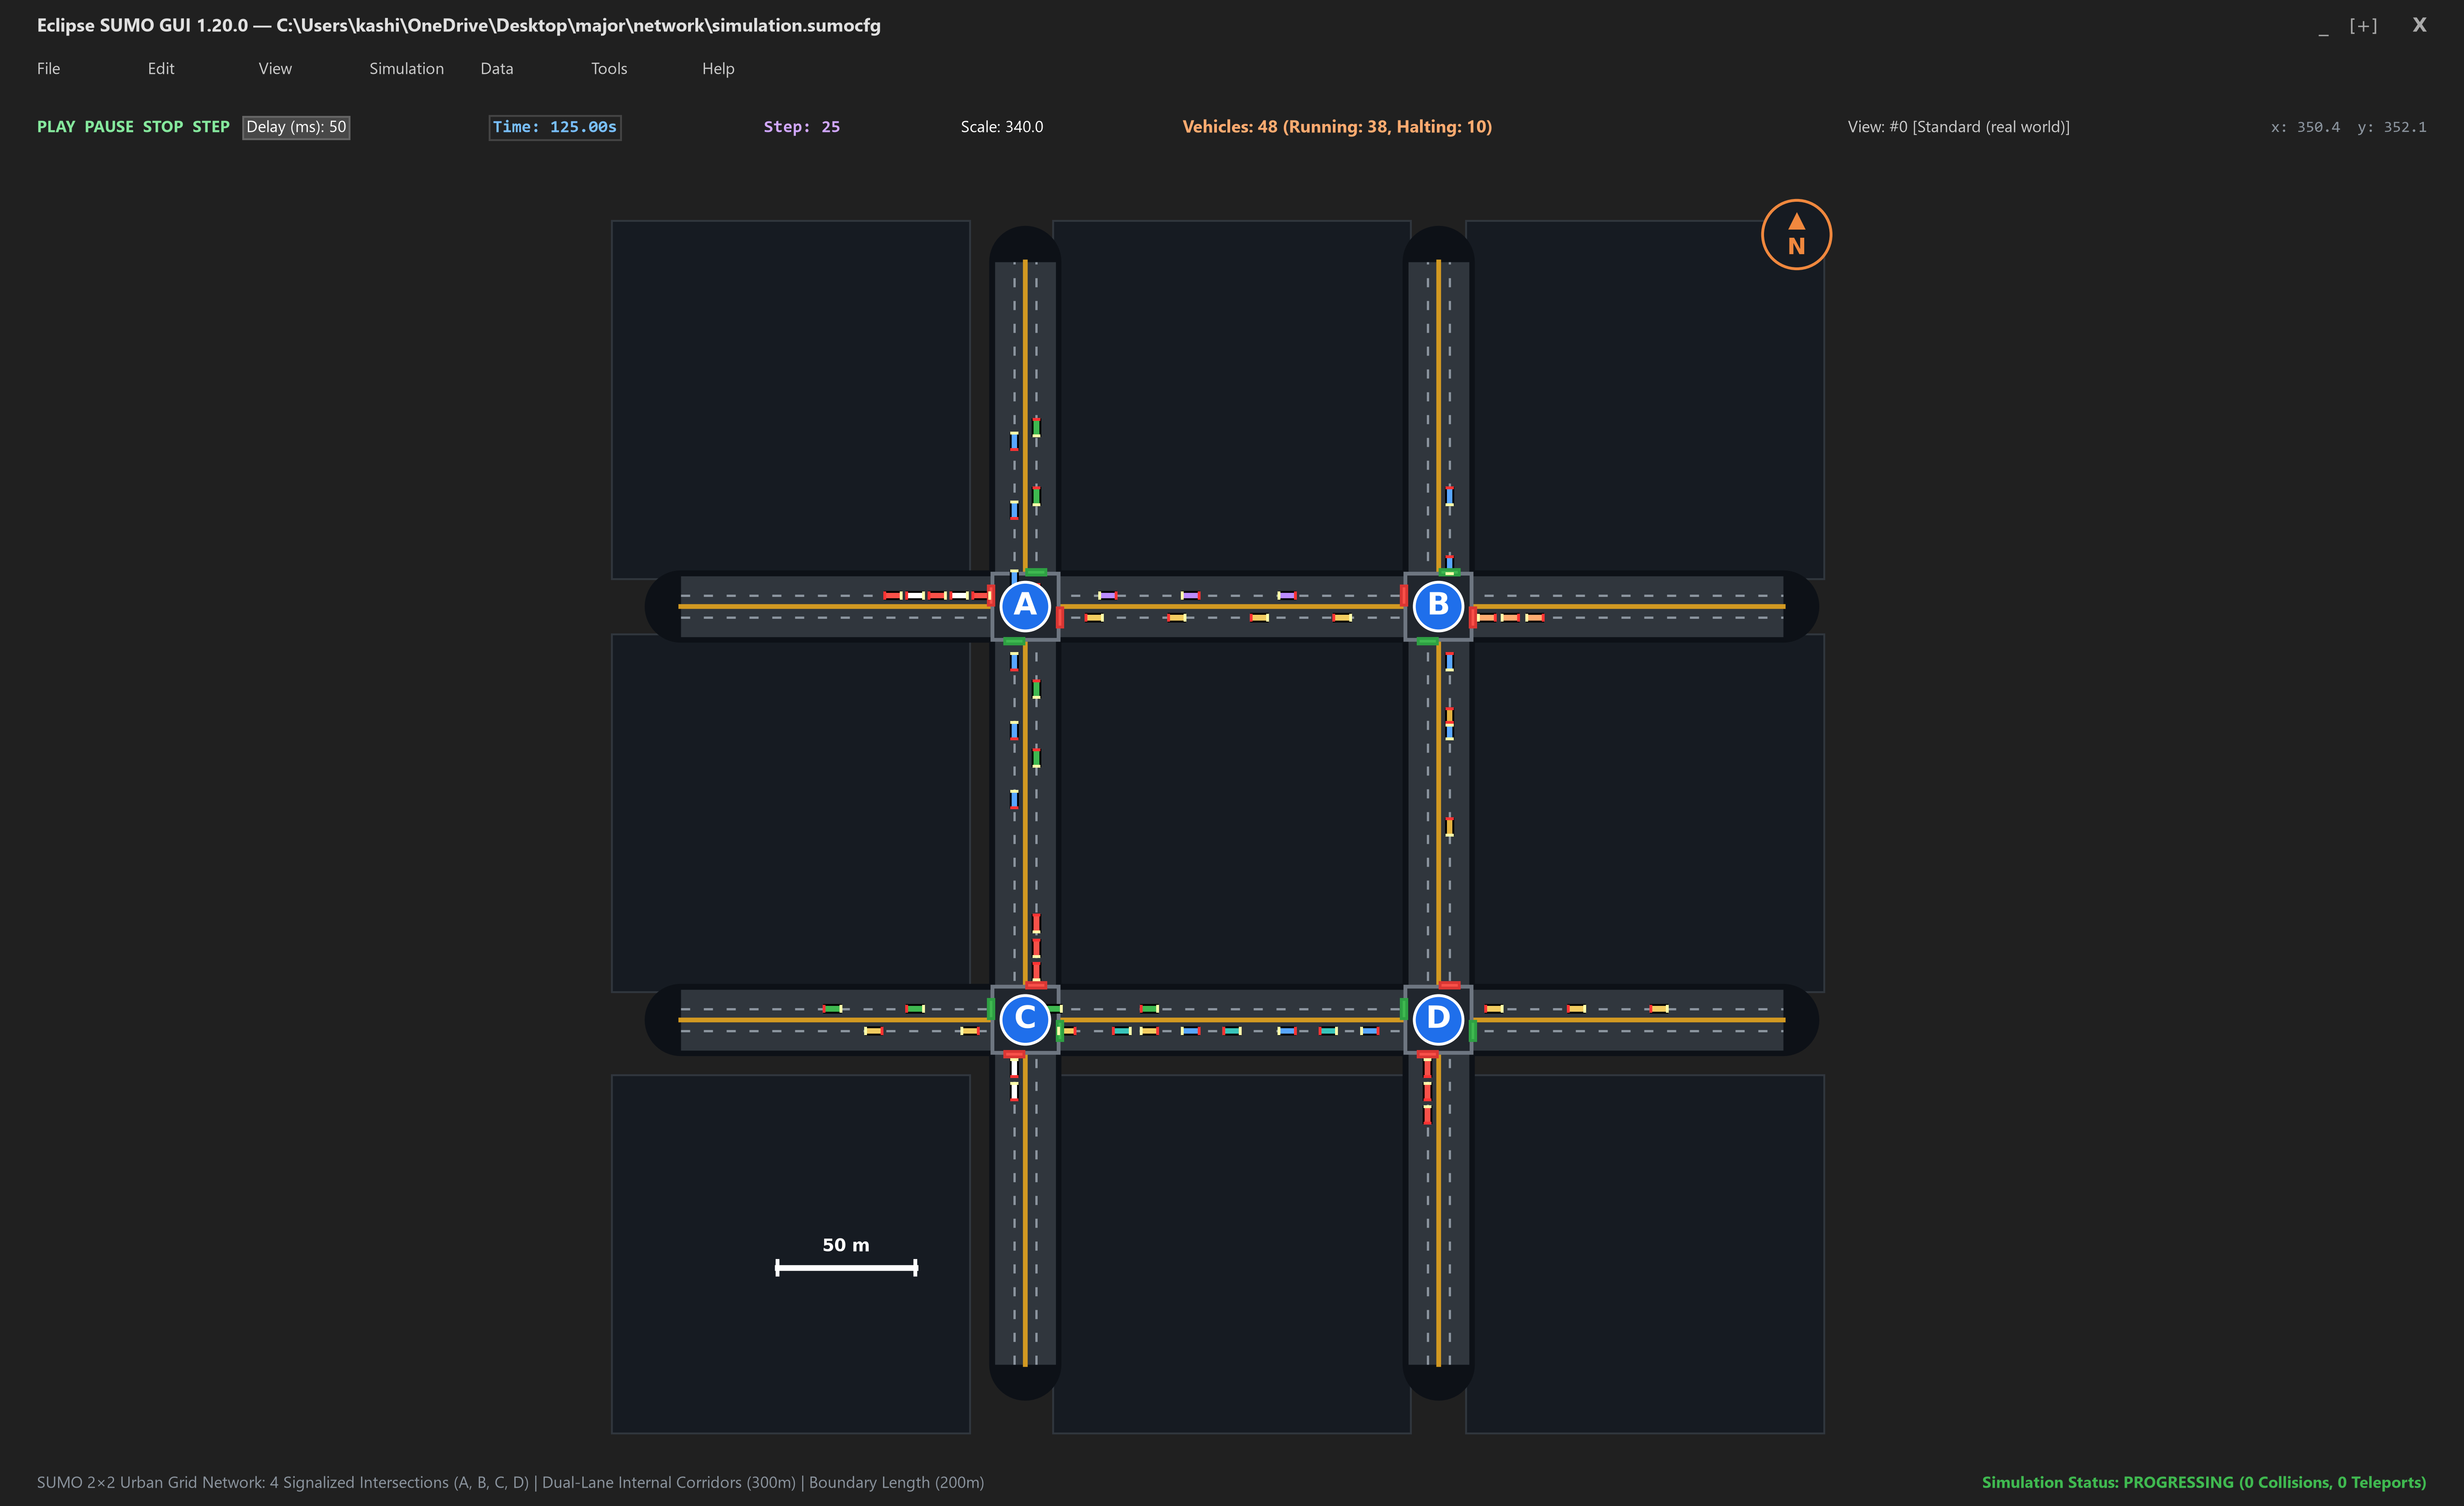 Eclipse SUMO GUI 1.20.0 — C:\Users\kashi\OneDrive\Desktop\major\network\simulation.sumocfg _ [+] X
File Edit View Simulation Data Tools Help
PLAY PAUSE STOP STEP Delay (ms): 50 Time: 125.00s Step: 25 Scale: 340.0 Vehicles: 48 (Running: 38, Halting: 10) View: #0 [Standard (real world)] x: 350.4 y: 352.1
N
A B
C D
50 m
SUMO 2×2 Urban Grid Network: 4 Signalized Intersections (A, B, C, D) | Dual-Lane Internal Corridors (300m) | Boundary Length (200m) Simulation Status: PROGRESSING (0 Collisions, 0 Teleports)